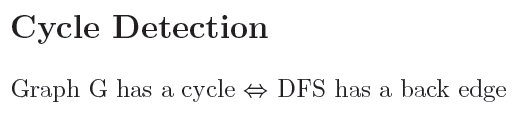 Cycle Detection
Graph G has a cycle ⇔ DFS has a back edge